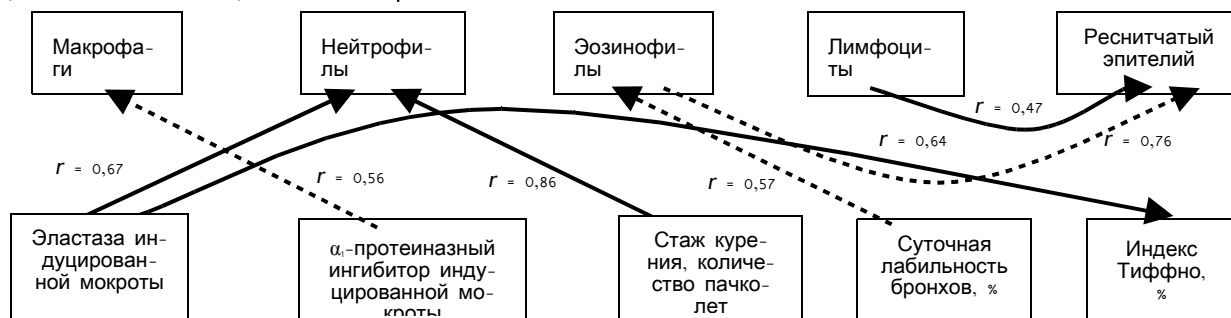 Макрофа-
ги
Нейтрофи-
лы
Эозинофи-
лы
Лимфоци-
ты
Реснитчатый
эпителий
r = 0,67
r = 0,56
r = 0,86
r = 0,57
r = 0,64
r = 0,47
r = 0,76
Эластаза ин-
дуцирован-
ной мокроты
α₁-протеиназный
ингибитор инду-
цированной мо-
кроты
Стаж куре-
ния, количе-
ство пачко-
лет
Суточная
лабильность
бронхов, %
Индекс
Тиффно,
%